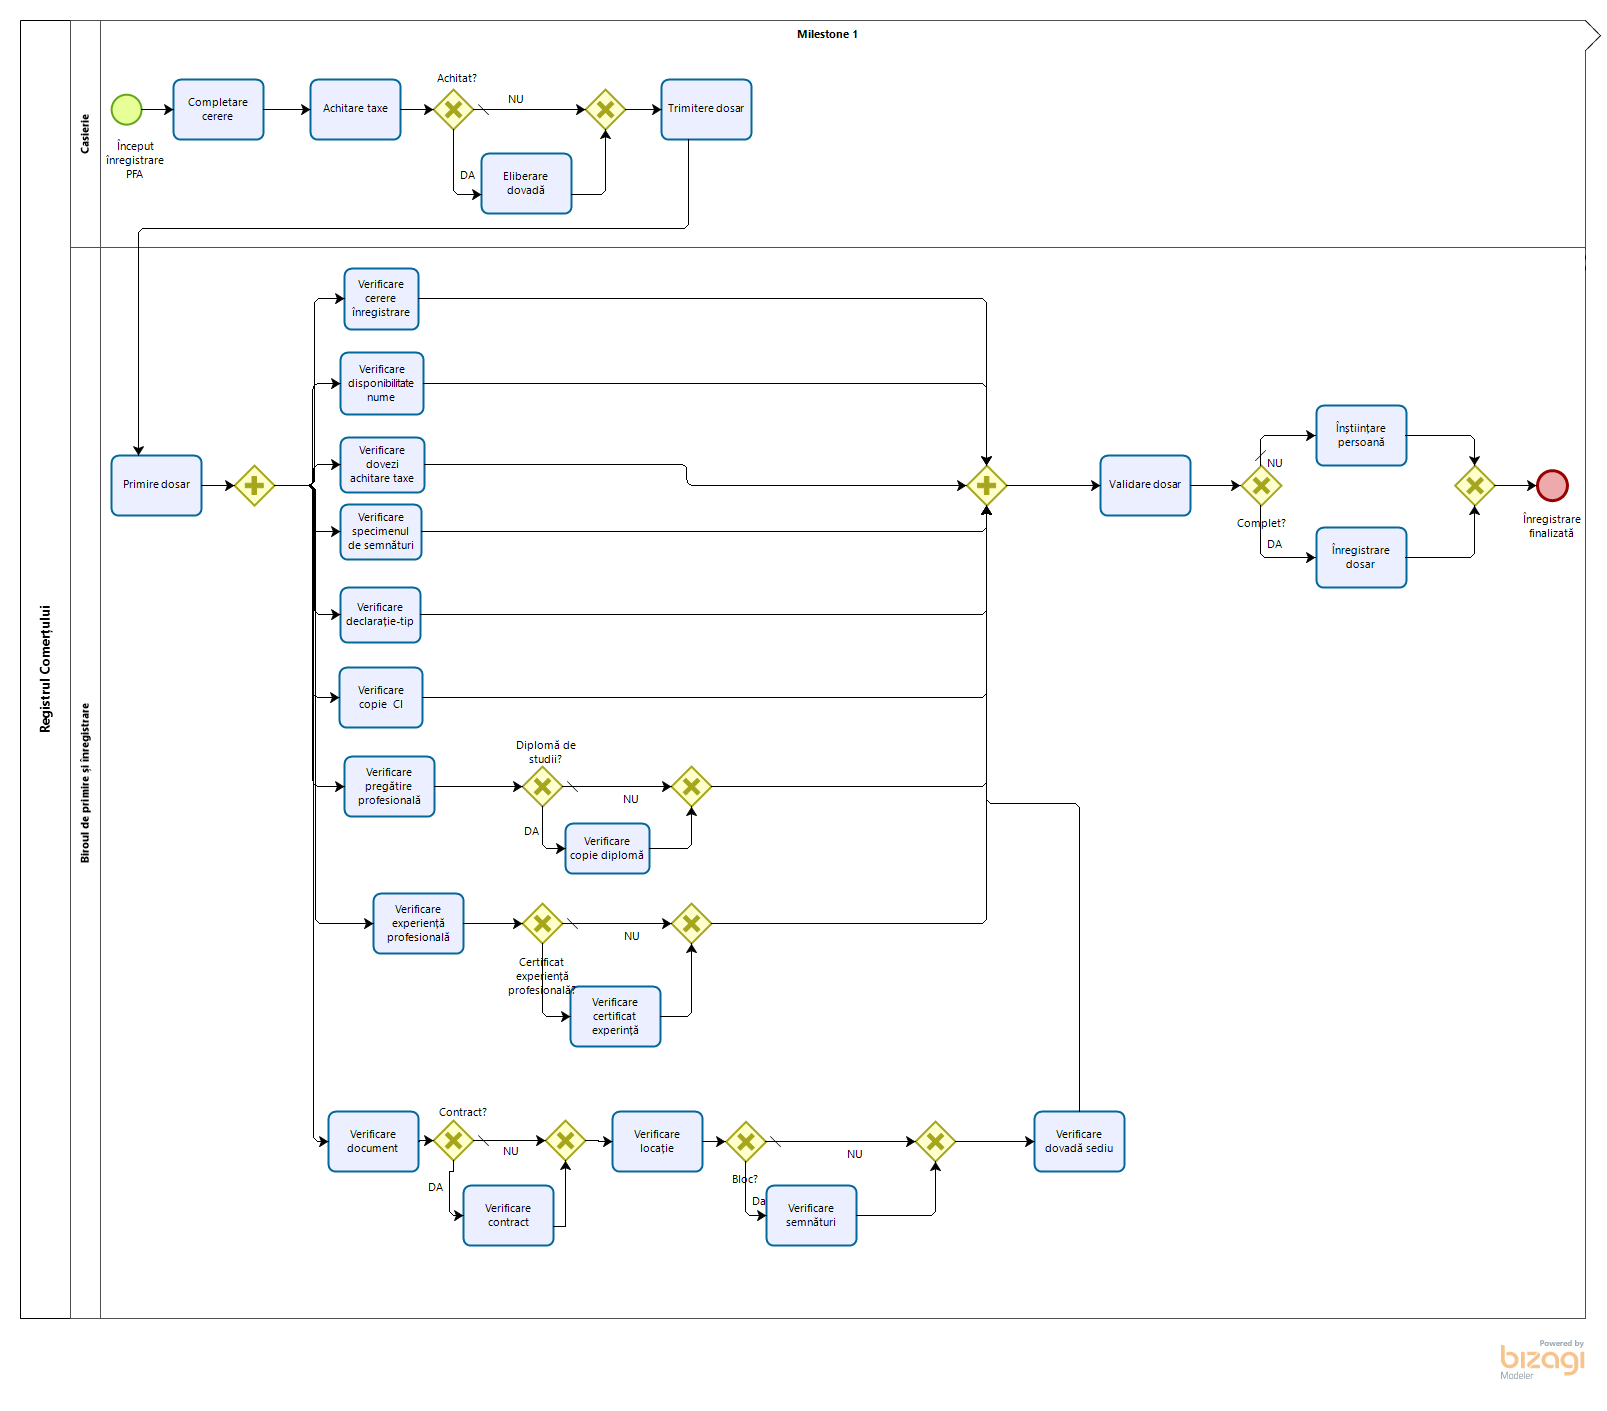 Milestone 1
Registrul Comerțului
Casierie
Biroul de primire și înregistrare
Început
înregistrare
PFA
Completare
cerere
Achitare taxe
Achitat?
NU
DA
Eliberare
dovadă
Trimitere dosar
Primire dosar
Verificare
cerere
înregistrare
Verificare
disponibilitate
nume
Verificare
dovezi
achitare taxe
Verificare
specimenul
de semnături
Verificare
declarație-tip
Verificare
copie  CI
Verificare
pregătire
profesională
Diplomă de
studii?
NU
DA
Verificare
copie diplomă
Verificare
experiență
profesională
NU
Certificat
experiență
profesională?
Verificare
certificat
experință
Verificare
document
Contract?
NU
DA
Verificare
contract
Verificare
locație
Bloc?
NU
Da
Verificare
semnături
Verificare
dovadă sediu
Validare dosar
Complet?
NU
DA
Înștiințare
persoană
Înregistrare
dosar
Înregistrare
finalizată
Powered by
bizagi
Modeler